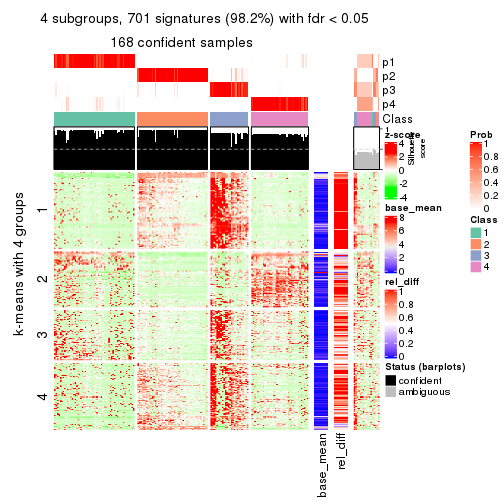 4 subgroups, 701 signatures (98.2%) with fdr < 0.05
168 confident samples
p1
p2
p3
p4
Class
1
Silhouette
score
k-means with 4 groups
1
2
3
4
base_mean
rel_diff
z-score
4
2
0
-2
-4
base_mean
8
6
4
2
0
rel_diff
1
0.8
0.6
0.4
0.2
0
Status (barplots)
confident
ambiguous
Prob
1
0.8
0.6
0.4
0.2
0
Class
1
2
3
4